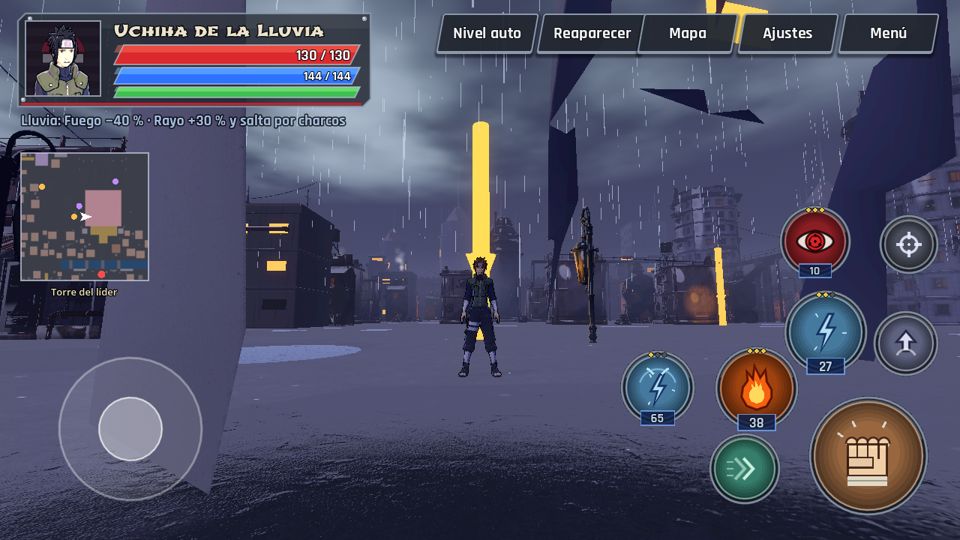 Uchiha de la Lluvia
130 / 130
144 / 144
Lluvia: Fuego −40 % · Rayo +30 % y salta por charcos
Nivel auto
Reaparecer
Mapa
Ajustes
Menú
Torre del líder
10
27
65
38